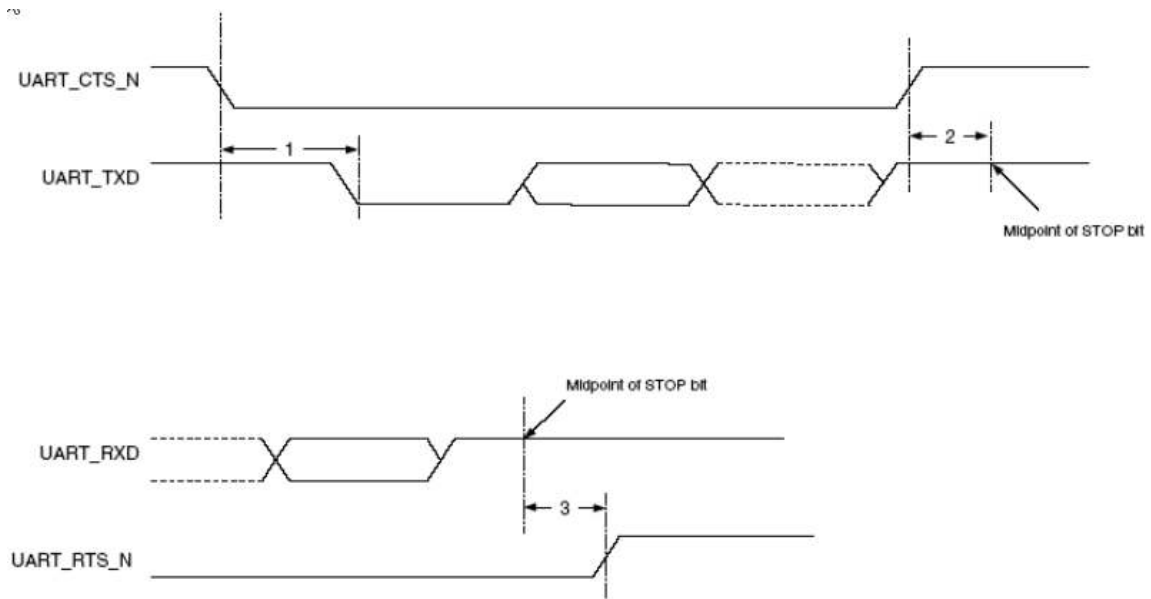 UART_CTS_N
1
2
UART_TXD
Midpoint of STOP bit
Midpoint of STOP bit
UART_RXD
3
UART_RTS_N